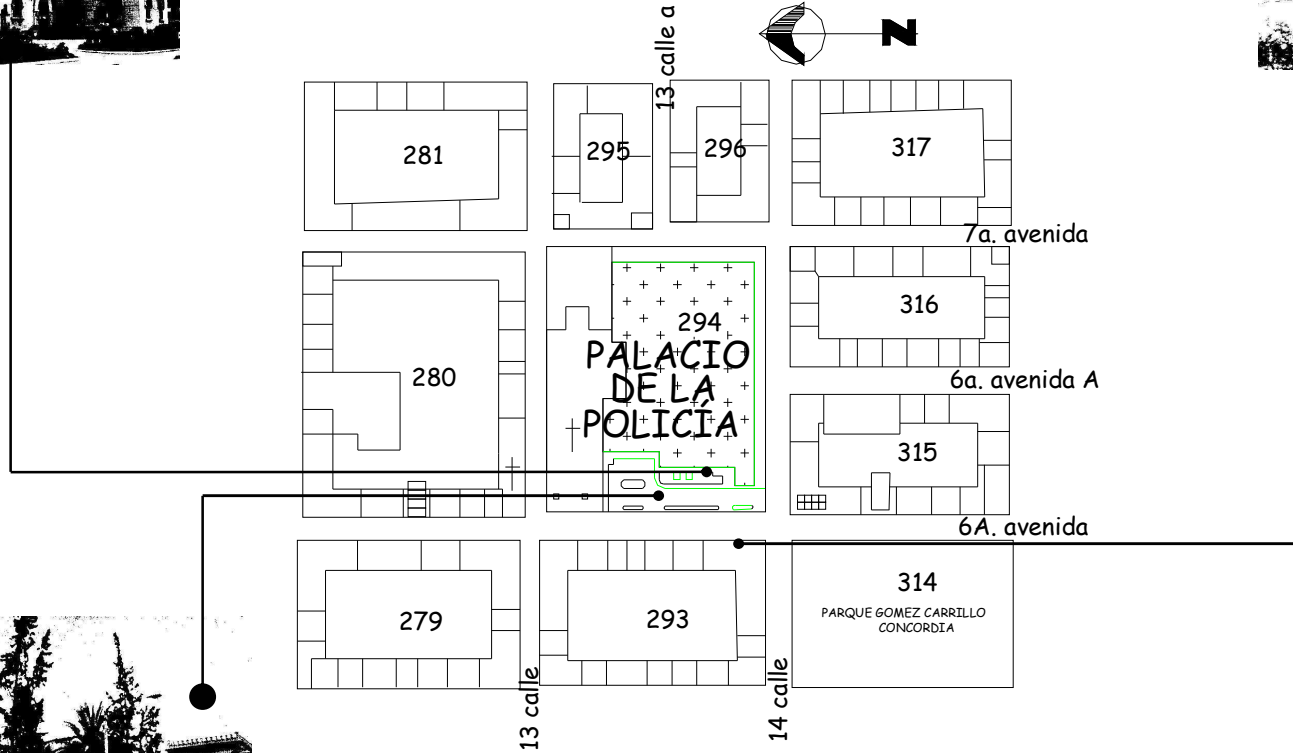 13 calle a
N
281
295
296
317
7a. avenida
294
316
PALACIO
DE LA
POLICÍA
280
6a. avenida A
315
6A. avenida
314
PARQUE GOMEZ CARRILLO
CONCORDIA
279
293
13 calle
14 calle